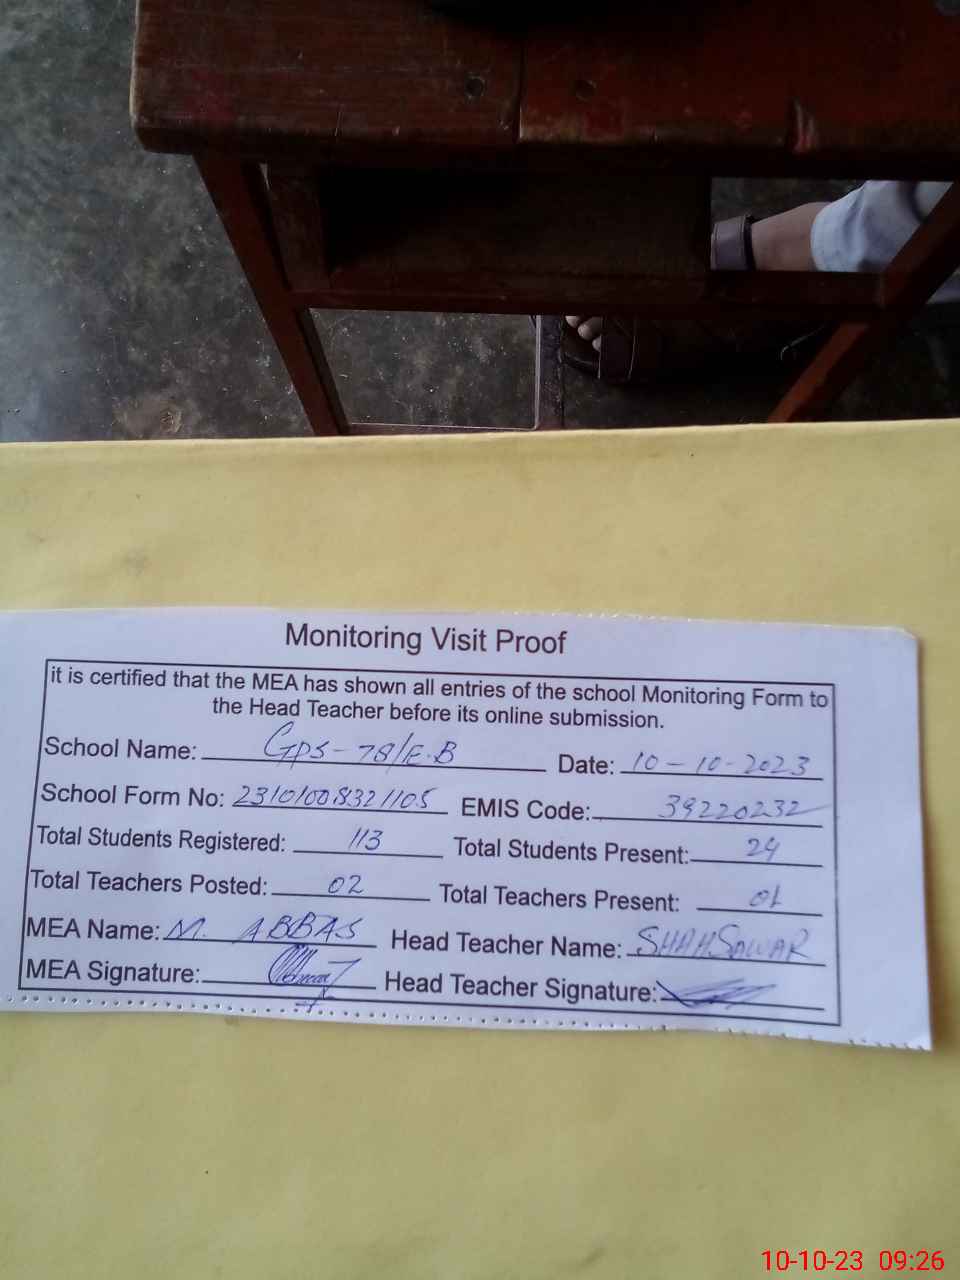 Monitoring Visit Proof
it is certified that the MEA has shown all entries of the school Monitoring Form to
the Head Teacher before its online submission.
School Name: GPS-78/E.B Date: 10-10-2023
School Form No: 23101008321105 EMIS Code: 39220232
Total Students Registered: 113 Total Students Present: 24
Total Teachers Posted: 02 Total Teachers Present: 01
MEA Name: M. ABBAS Head Teacher Name: SHAH SAWAR
MEA Signature: Head Teacher Signature:
10-10-23 09:26